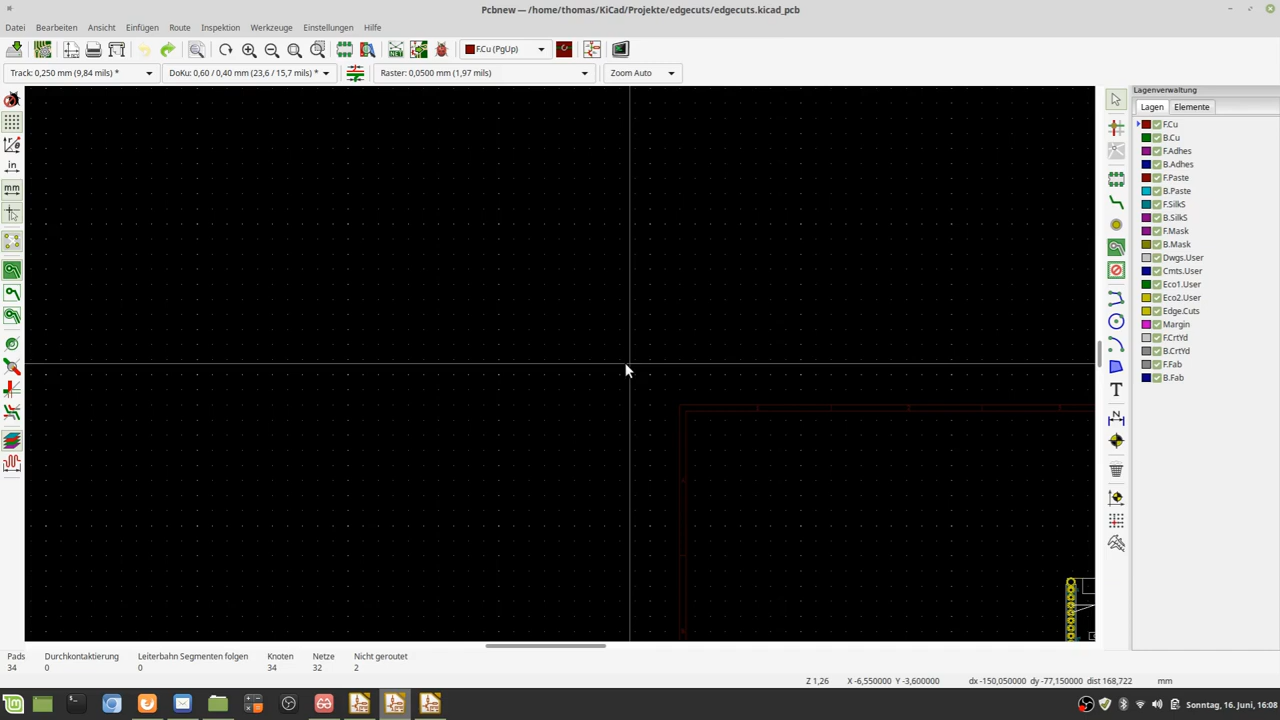 Pcbnew — /home/thomas/KiCad/Projekte/edgecuts/edgecuts.kicad_pcb
Datei Bearbeiten Ansicht Einfügen Route Inspektion Werkzeuge Einstellungen Hilfe
NET F.Cu (PgUp)
Track: 0,250 mm (9,84 mils) * DoKu: 0,60 / 0,40 mm (23,6 / 15,7 mils) * Raster: 0,0500 mm (1,97 mils) Zoom Auto
Lagenverwaltung
Lagen Elemente
F.Cu
B.Cu
F.Adhes
B.Adhes
F.Paste
B.Paste
F.SilkS
B.SilkS
F.Mask
B.Mask
Dwgs.User
Cmts.User
Eco1.User
Eco2.User
Edge.Cuts
Margin
F.CrtYd
B.CrtYd
F.Fab
B.Fab
in
mm
T
N
Pads Durchkontaktierung Leiterbahn Segmenten folgen Knoten Netze Nicht geroutet
34 0 0 34 32 2
Z 1,26 X -6,550000 Y -3,600000 dx -150,050000 dy -77,150000 dist 168,722 mm
Sonntag, 16. Juni, 16:08